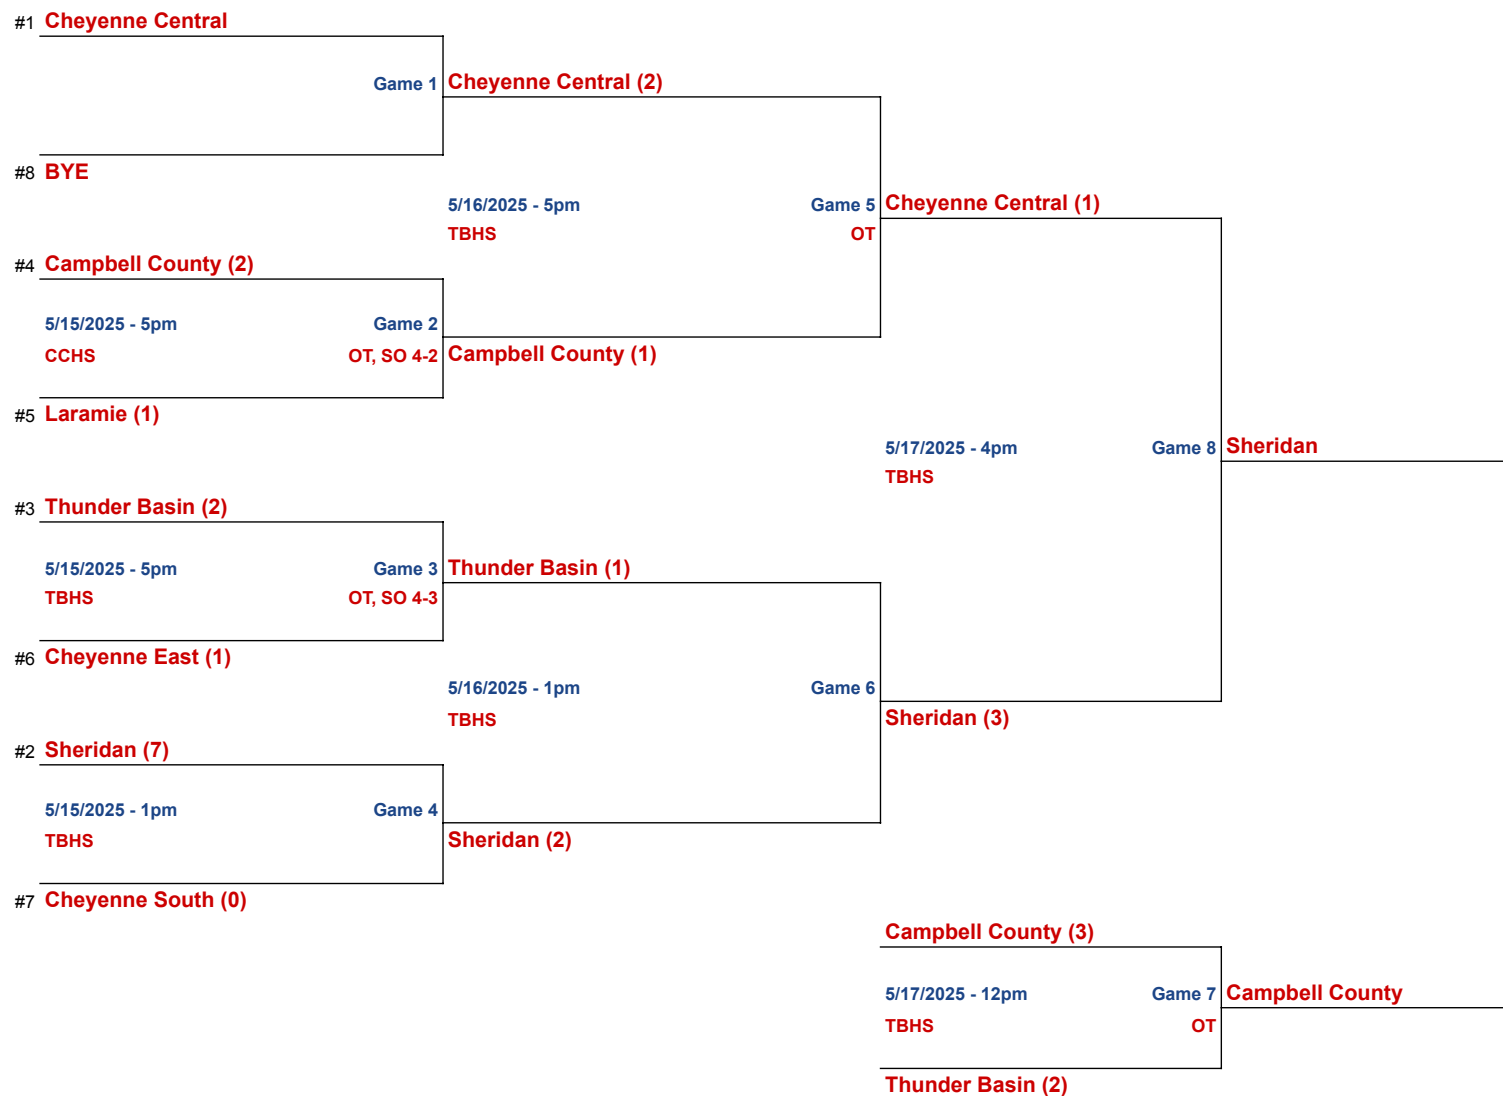 #1 Cheyenne Central
Game 1 Cheyenne Central (2)
#8 BYE
5/16/2025 - 5pm Game 5 Cheyenne Central (1)
TBHS OT
#4 Campbell County (2)
5/15/2025 - 5pm Game 2
CCHS OT, SO 4-2 Campbell County (1)
#5 Laramie (1)
5/17/2025 - 4pm Game 8 Sheridan
TBHS
#3 Thunder Basin (2)
5/15/2025 - 5pm Game 3 Thunder Basin (1)
TBHS OT, SO 4-3
#6 Cheyenne East (1)
5/16/2025 - 1pm Game 6
TBHS Sheridan (3)
#2 Sheridan (7)
5/15/2025 - 1pm Game 4
TBHS Sheridan (2)
#7 Cheyenne South (0)
Campbell County (3)
5/17/2025 - 12pm Game 7 Campbell County
TBHS OT
Thunder Basin (2)